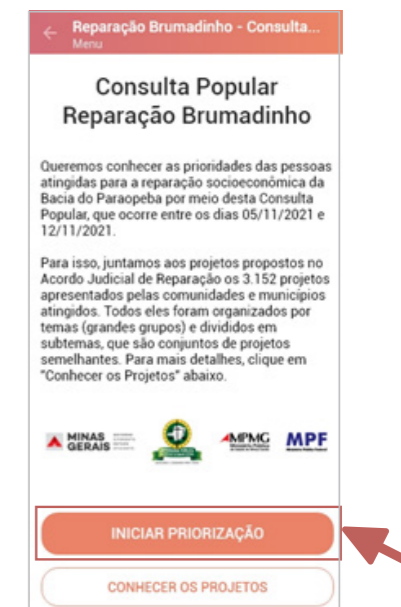 Reparação Brumadinho - Consulta...
Menu
Consulta Popular
Reparação Brumadinho
Queremos conhecer as prioridades das pessoas
atingidas para a reparação socioeconômica da
Bacia do Paraopeba por meio desta Consulta
Popular, que ocorre entre os dias 05/11/2021 e
12/11/2021.
Para isso, juntamos aos projetos propostos no
Acordo Judicial de Reparação os 3.152 projetos
apresentados pelas comunidades e municípios
atingidos. Todos eles foram organizados por
temas (grandes grupos) e divididos em
subtemas, que são conjuntos de projetos
semelhantes. Para mais detalhes, clique em
"Conhecer os Projetos" abaixo.
MINAS GERAIS MPMG MPF
INICIAR PRIORIZAÇÃO
CONHECER OS PROJETOS